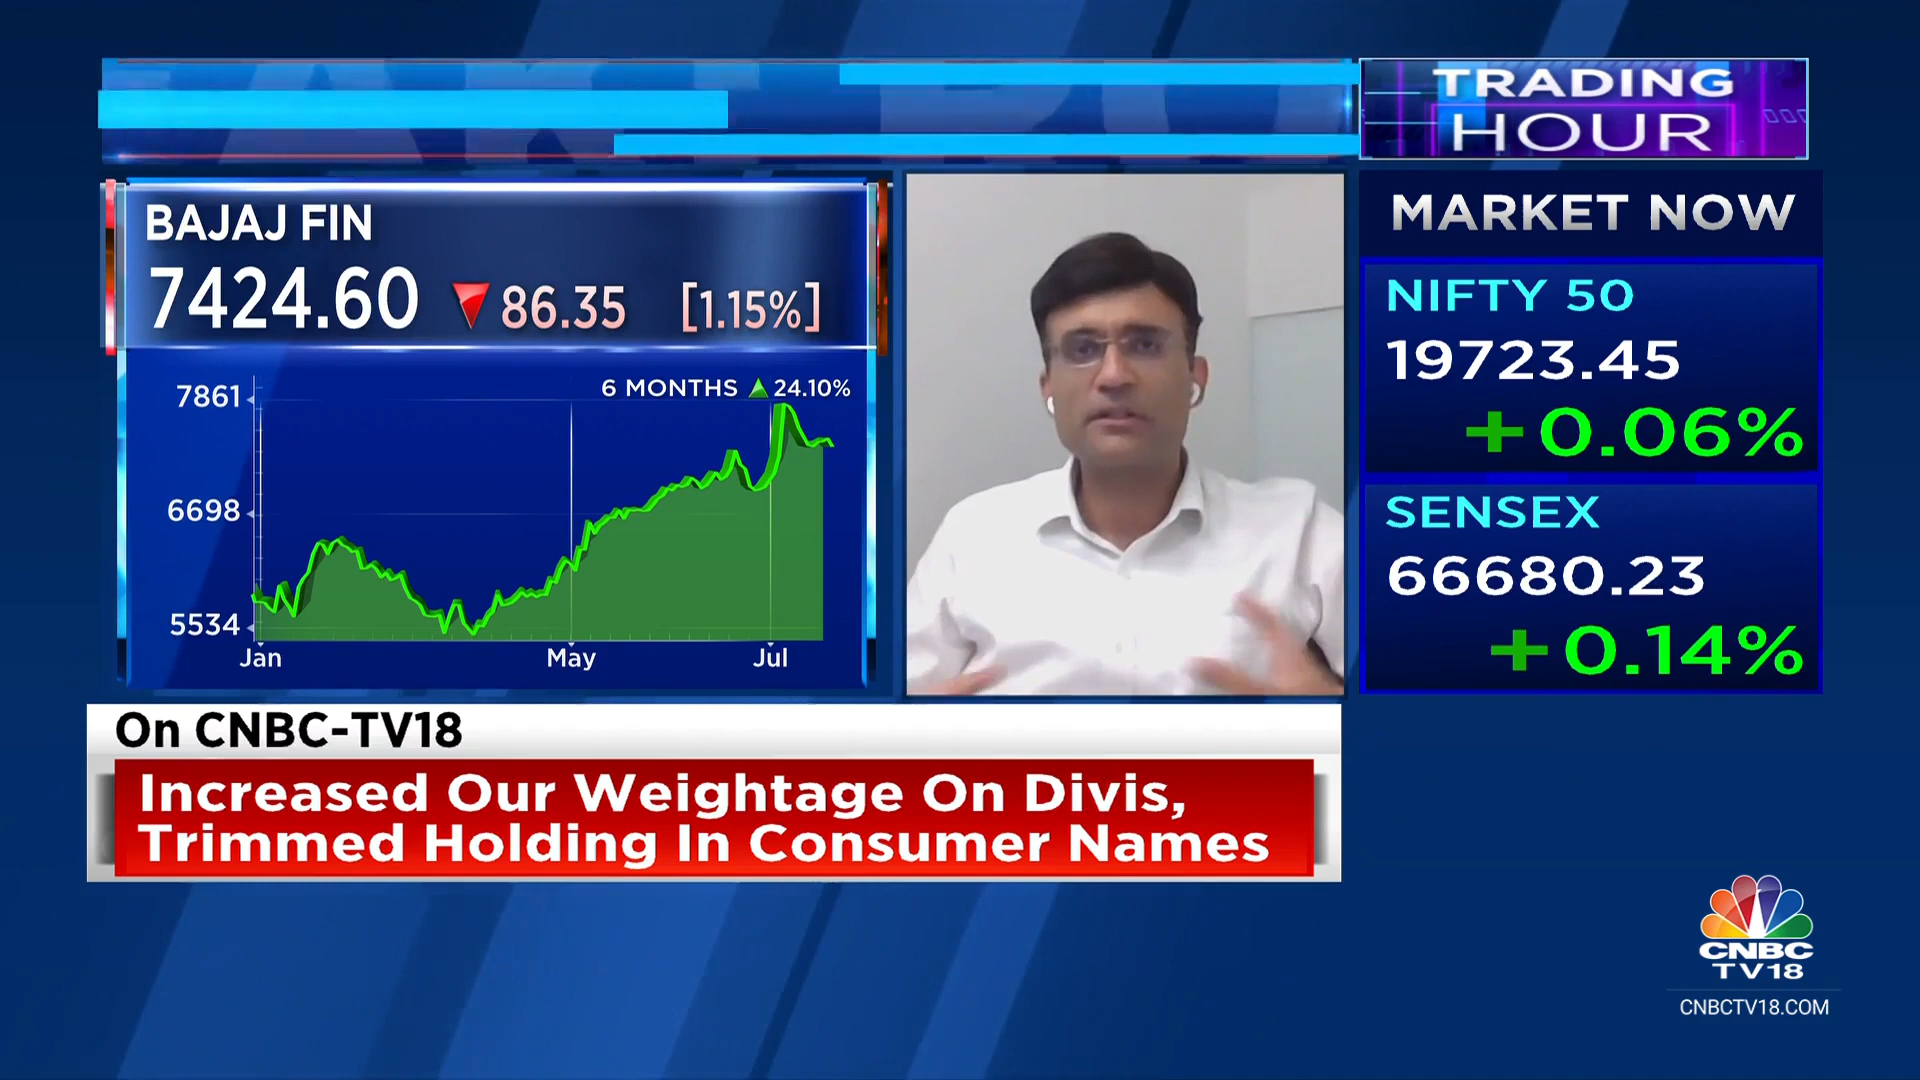 TRADING
HOUR
BAJAJ FIN
7424.60 ▼ 86.35 [1.15%]
6 MONTHS ▲ 24.10%
7861
6698
5534
Jan May Jul
MARKET NOW
NIFTY 50
19723.45
+0.06%
SENSEX
66680.23
+0.14%
On CNBC-TV18
Increased Our Weightage On Divis,
Trimmed Holding In Consumer Names
CNBC
TV18
CNBCTV18.COM